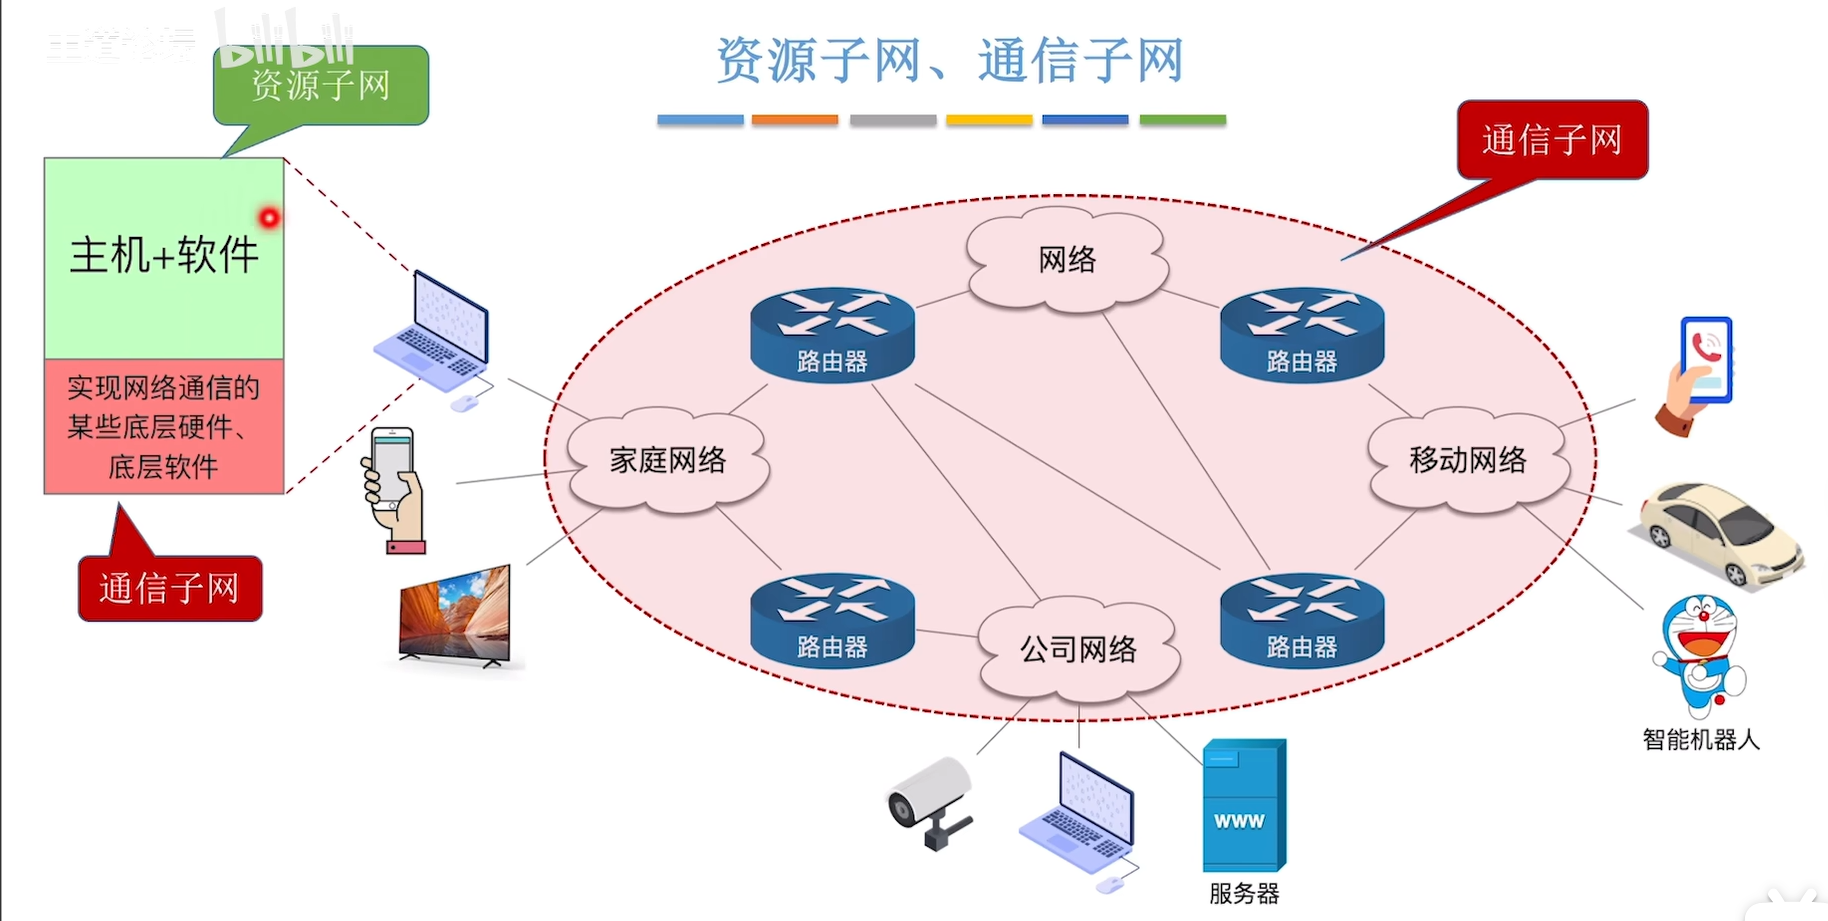 bilibili
资源子网、通信子网
资源子网
通信子网
主机+软件
网络
路由器
路由器
实现网络通信的
某些底层硬件、
底层软件
家庭网络
移动网络
通信子网
路由器
路由器
公司网络
智能机器人
www
服务器